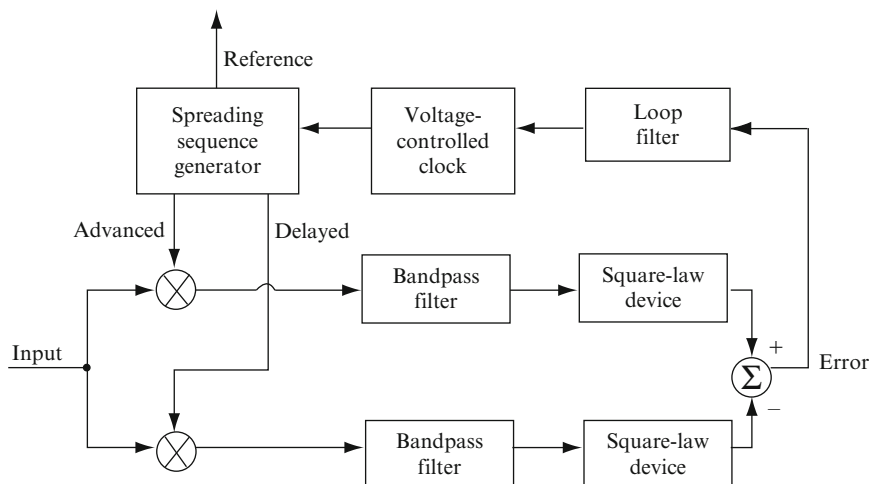 Reference
Spreading
sequence
generator
Voltage-
controlled
clock
Loop
filter
Advanced
Delayed
Bandpass
filter
Square-law
device
Input
+
Σ
Error
−
Bandpass
filter
Square-law
device